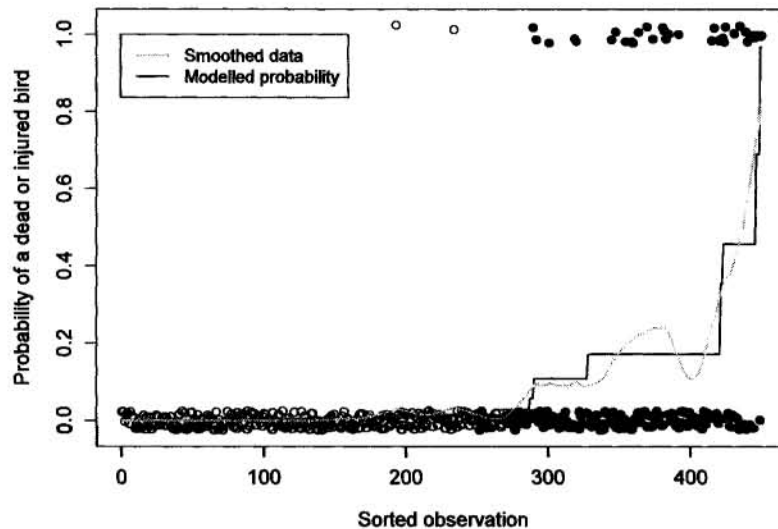 Probability of a dead or injured bird
1.0
0.8
0.6
0.4
0.2
0.0
Smoothed data
Modelled probability
0
100
200
300
400
Sorted observation